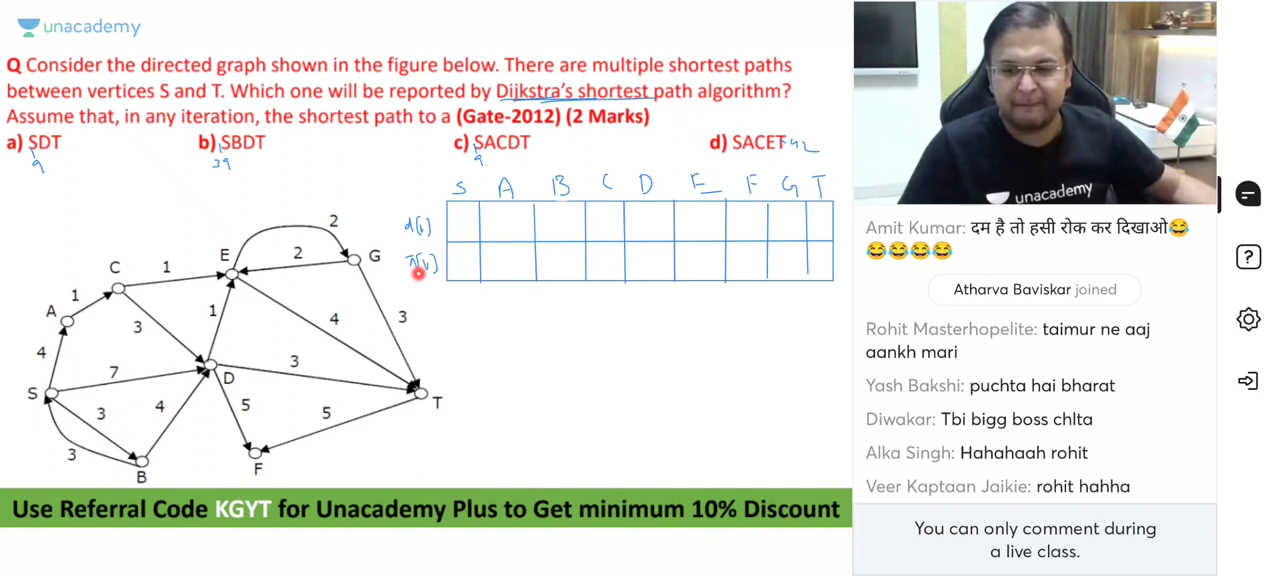 unacademy
Q Consider the directed graph shown in the figure below. There are multiple shortest paths
between vertices S and T. Which one will be reported by Dijkstra's shortest path algorithm?
Assume that, in any iteration, the shortest path to a (Gate-2012) (2 Marks)
a) SDT b) SBDT c) SACDT d) SACET
9 39 9 42
S A B C D E F G T
2
E
2
G
C
1
1
A
3
1
4
3
4
7
D
3
S
T
3
4
5
5
3
B
F
Use Referral Code KGYT for Unacademy Plus to Get minimum 10% Discount
unacademy
Amit Kumar: दम है तो हसी रोक कर दिखाओ😂
😂😂😂😂
Atharva Baviskar joined
Rohit Masterhopelite: taimur ne aaj
aankh mari
Yash Bakshi: puchta hai bharat
Diwakar: Tbi bigg boss chlta
Alka Singh: Hahahaah rohit
Veer Kaptaan Jaikie: rohit hahha
You can only comment during
a live class.